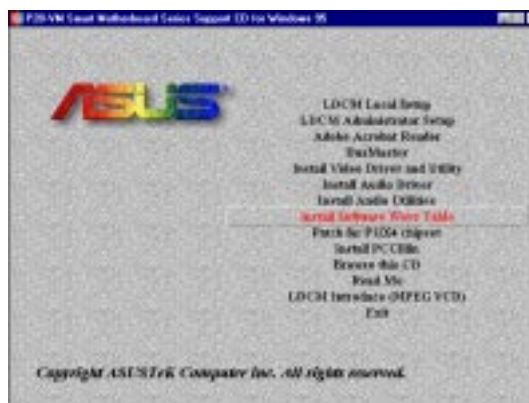 P2B-VM Smart Motherboard Series Support CD for Windows 95
ASUS
LDCM Local Setup
LDCM Administrator Setup
Adobe Acrobat Reader
BusMaster
Install Video Driver and Utility
Install Audio Driver
Install Audio Utilities
Install Software Wave Table
Patch for PIIX4 chipset
Install PCCillin
Browse this CD
Read Me
LDCM Introduce (MPEG VCD)
Exit
Copyright ASUSTeK Computer Inc. All rights reserved.